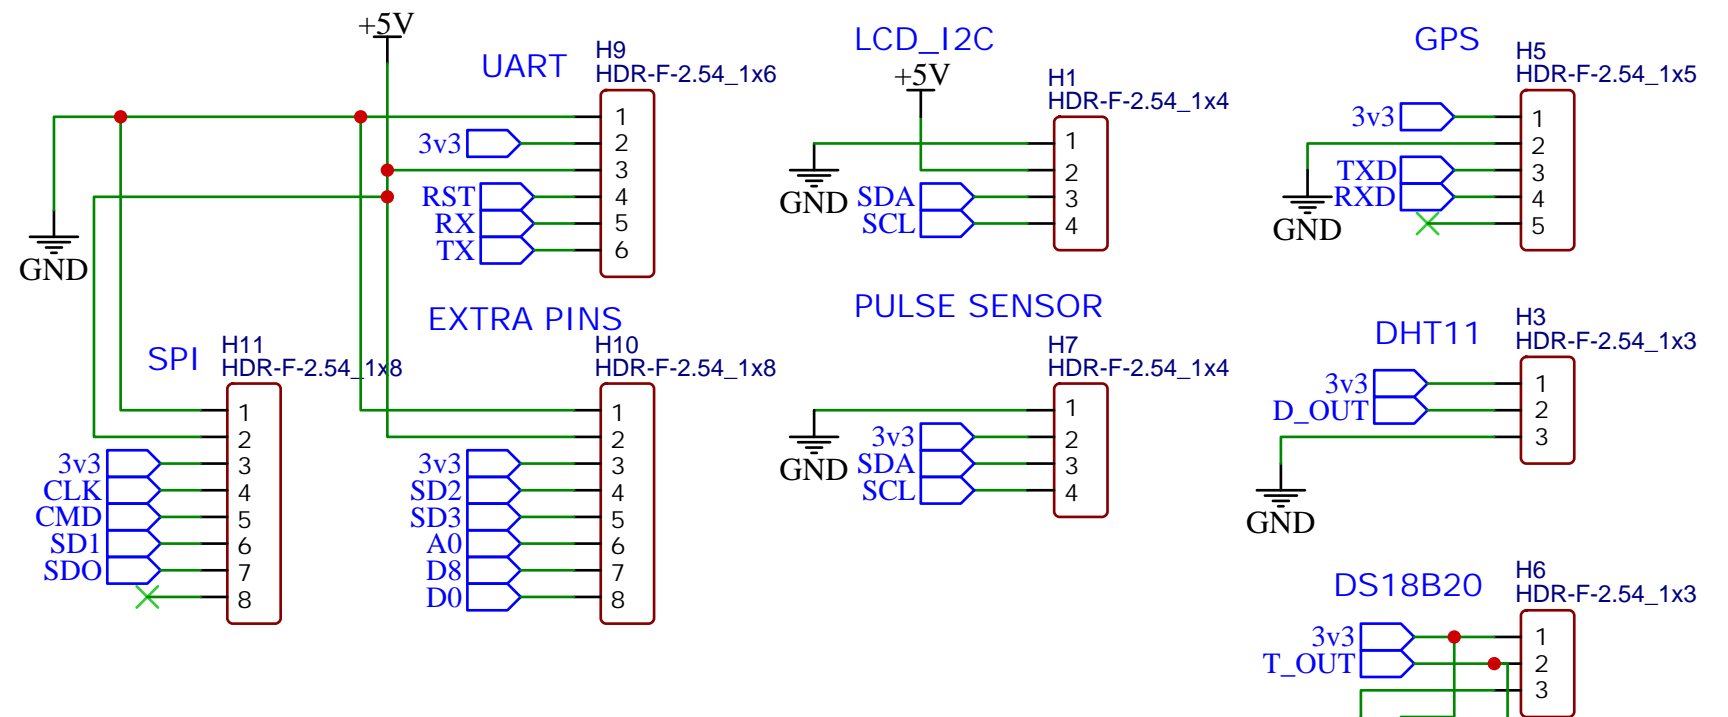 +5V
UART
H9
HDR-F-2.54_1x6
1
3v3
2
3
RST
4
RX
5
TX
6
GND
LCD_I2C
+5V
H1
HDR-F-2.54_1x4
1
2
GND
SDA
3
SCL
4
GPS
H5
HDR-F-2.54_1x5
3v3
1
2
TXD
3
RXD
4
GND
5
SPI
H11
HDR-F-2.54_1x8
1
2
3v3
3
CLK
4
CMD
5
SD1
6
SDO
7
8
EXTRA PINS
H10
HDR-F-2.54_1x8
1
2
3v3
3
SD2
4
SD3
5
A0
6
D8
7
D0
8
PULSE SENSOR
H7
HDR-F-2.54_1x4
1
3v3
2
GND
SDA
3
SCL
4
DHT11
H3
HDR-F-2.54_1x3
3v3
1
D_OUT
2
3
GND
DS18B20
H6
HDR-F-2.54_1x3
3v3
1
T_OUT
2
3